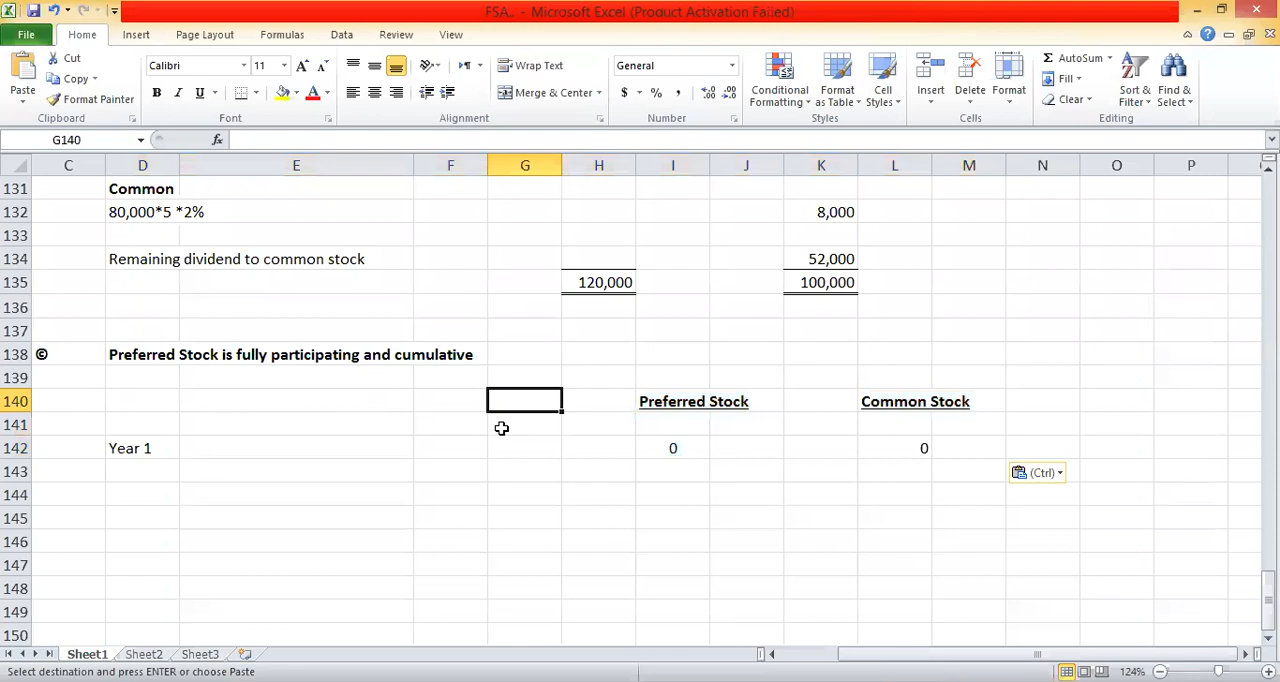 FSA.. - Microsoft Excel (Product Activation Failed)
File Home Insert Page Layout Formulas Data Review View
Paste
Cut
Copy
Format Painter
Clipboard
Calibri 11
B I U
Font
Wrap Text
Merge & Center
Alignment
General
$ % ,
Number
Conditional Formatting
Format as Table
Cell Styles
Styles
Insert Delete Format
Cells
Σ AutoSum
Fill
Clear
Sort & Filter
Find & Select
Editing
G140 fx
C D E F G H I J K L M N O P
131 Common
132 80,000*5 *2% 8,000
133
134 Remaining dividend to common stock 52,000
135 120,000 100,000
136
137
138 © Preferred Stock is fully participating and cumulative
139
140 Preferred Stock Common Stock
141
142 Year 1 0 0
143 (Ctrl)
144
145
146
147
148
149
150
Sheet1 Sheet2 Sheet3
Select destination and press ENTER or choose Paste 124%